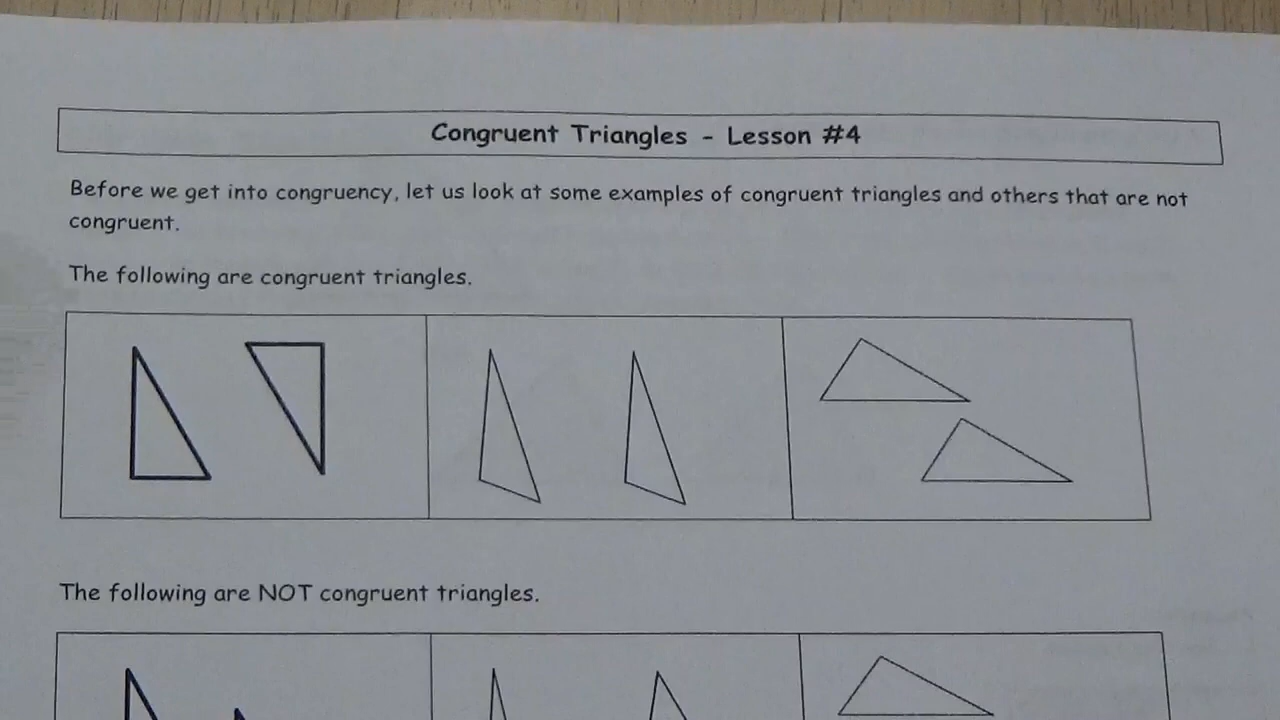 Congruent Triangles - Lesson #4
Before we get into congruency, let us look at some examples of congruent triangles and others that are not
congruent.
The following are congruent triangles.
The following are NOT congruent triangles.